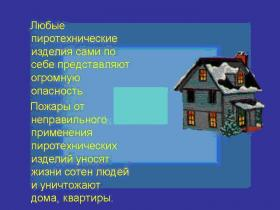 Любые
пиротехнические
изделия сами по
себе представляют
огромную
опасность
Пожары от
неправильного
применения
пиротехнических
изделий уносят
жизни сотен людей
и уничтожают
дома, квартиры.